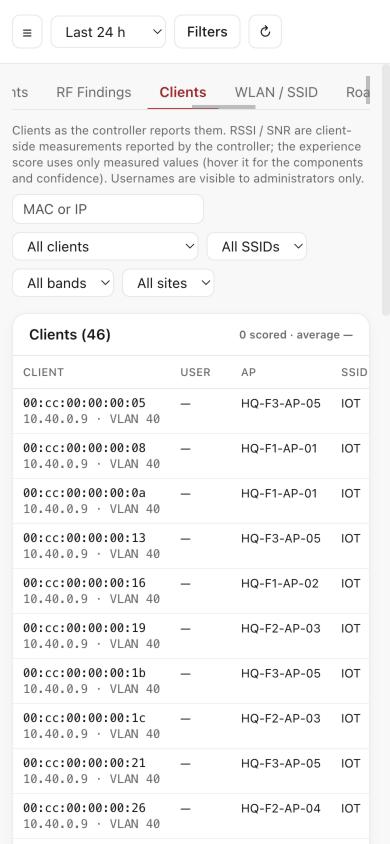 ≡ Last 24 h Filters ↻
nts RF Findings Clients WLAN / SSID Roa
Clients as the controller reports them. RSSI / SNR are client-
side measurements reported by the controller; the experience
score uses only measured values (hover it for the components
and confidence). Usernames are visible to administrators only.
MAC or IP
All clients All SSIDs
All bands All sites
Clients (46) 0 scored · average —
CLIENT USER AP SSID
00:cc:00:00:00:05 — HQ-F3-AP-05 IOT
10.40.0.9 · VLAN 40
00:cc:00:00:00:08 — HQ-F1-AP-01 IOT
10.40.0.9 · VLAN 40
00:cc:00:00:00:0a — HQ-F1-AP-01 IOT
10.40.0.9 · VLAN 40
00:cc:00:00:00:13 — HQ-F3-AP-05 IOT
10.40.0.9 · VLAN 40
00:cc:00:00:00:16 — HQ-F1-AP-02 IOT
10.40.0.9 · VLAN 40
00:cc:00:00:00:19 — HQ-F2-AP-03 IOT
10.40.0.9 · VLAN 40
00:cc:00:00:00:1b — HQ-F3-AP-05 IOT
10.40.0.9 · VLAN 40
00:cc:00:00:00:1c — HQ-F2-AP-03 IOT
10.40.0.9 · VLAN 40
00:cc:00:00:00:21 — HQ-F3-AP-05 IOT
10.40.0.9 · VLAN 40
00:cc:00:00:00:26 — HQ-F2-AP-04 IOT
10.40.0.9 · VLAN 40